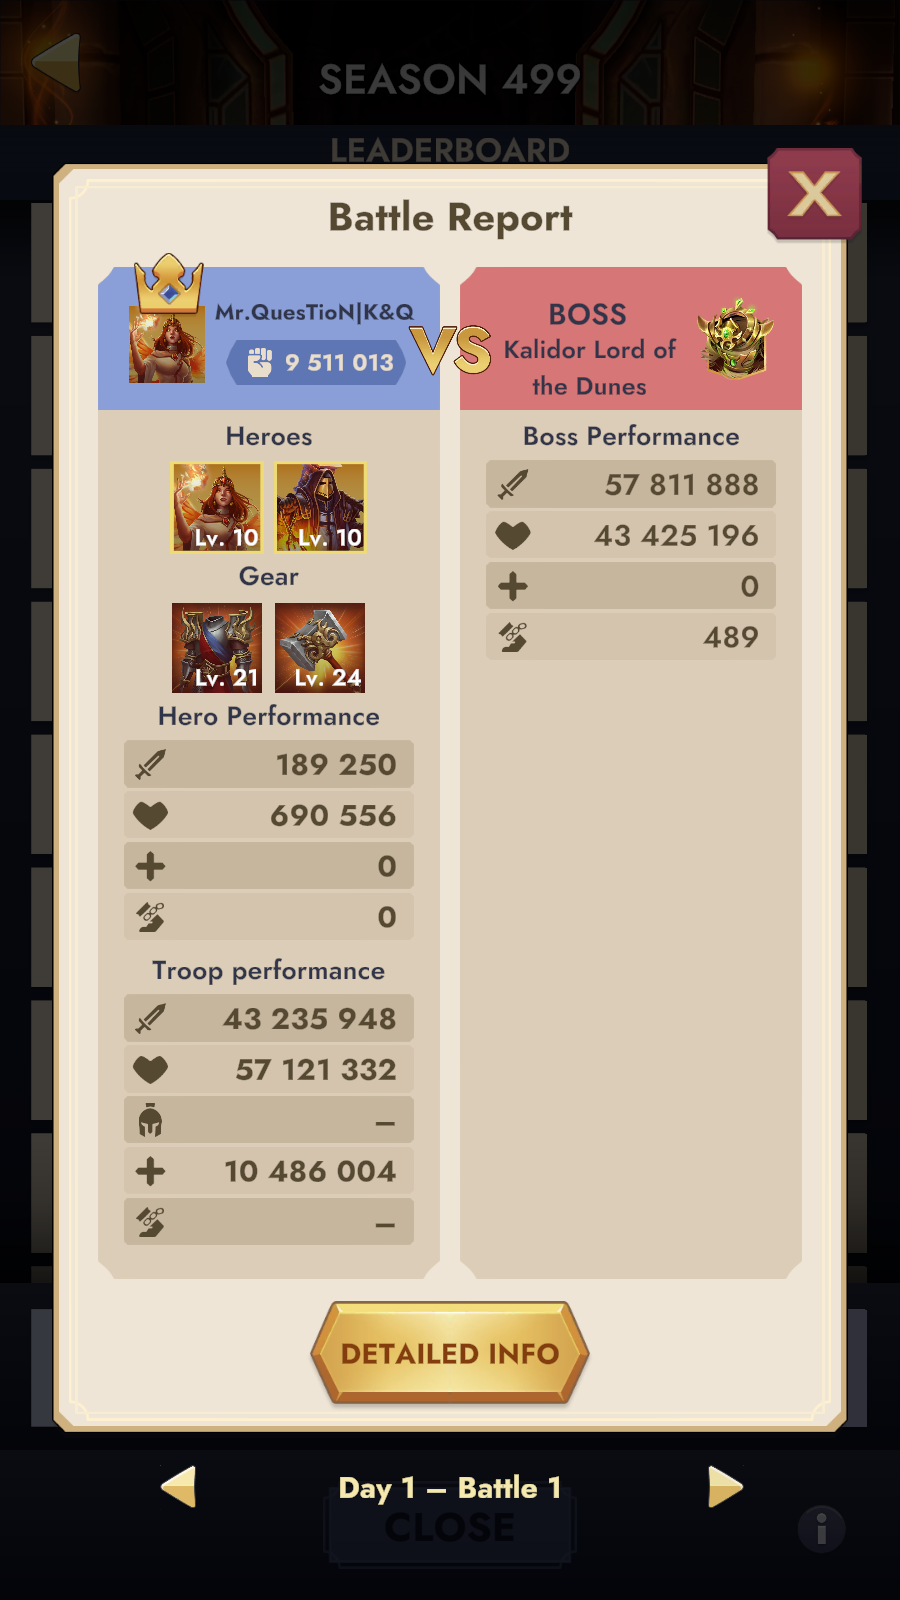 SEASON 499
LEADERBOARD
X
Battle Report
Mr.QuesTioN|K&Q
9 511 013
VS
BOSS
Kalidor Lord of
the Dunes
Heroes
Lv. 10
Lv. 10
Gear
Lv. 21
Lv. 24
Hero Performance
189 250
690 556
0
0
Troop performance
43 235 948
57 121 332
–
10 486 004
–
Boss Performance
57 811 888
43 425 196
0
489
DETAILED INFO
Day 1 – Battle 1
CLOSE
i